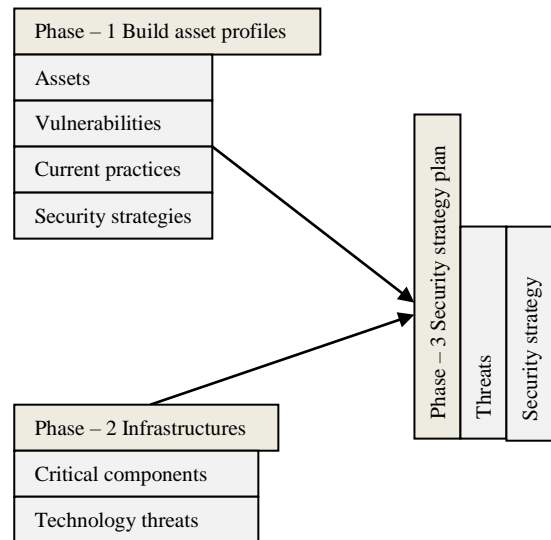 Phase – 1 Build asset profiles
Assets
Vulnerabilities
Current practices
Security strategies
Phase – 3 Security strategy plan
Threats
Security strategy
Phase – 2 Infrastructures
Critical components
Technology threats